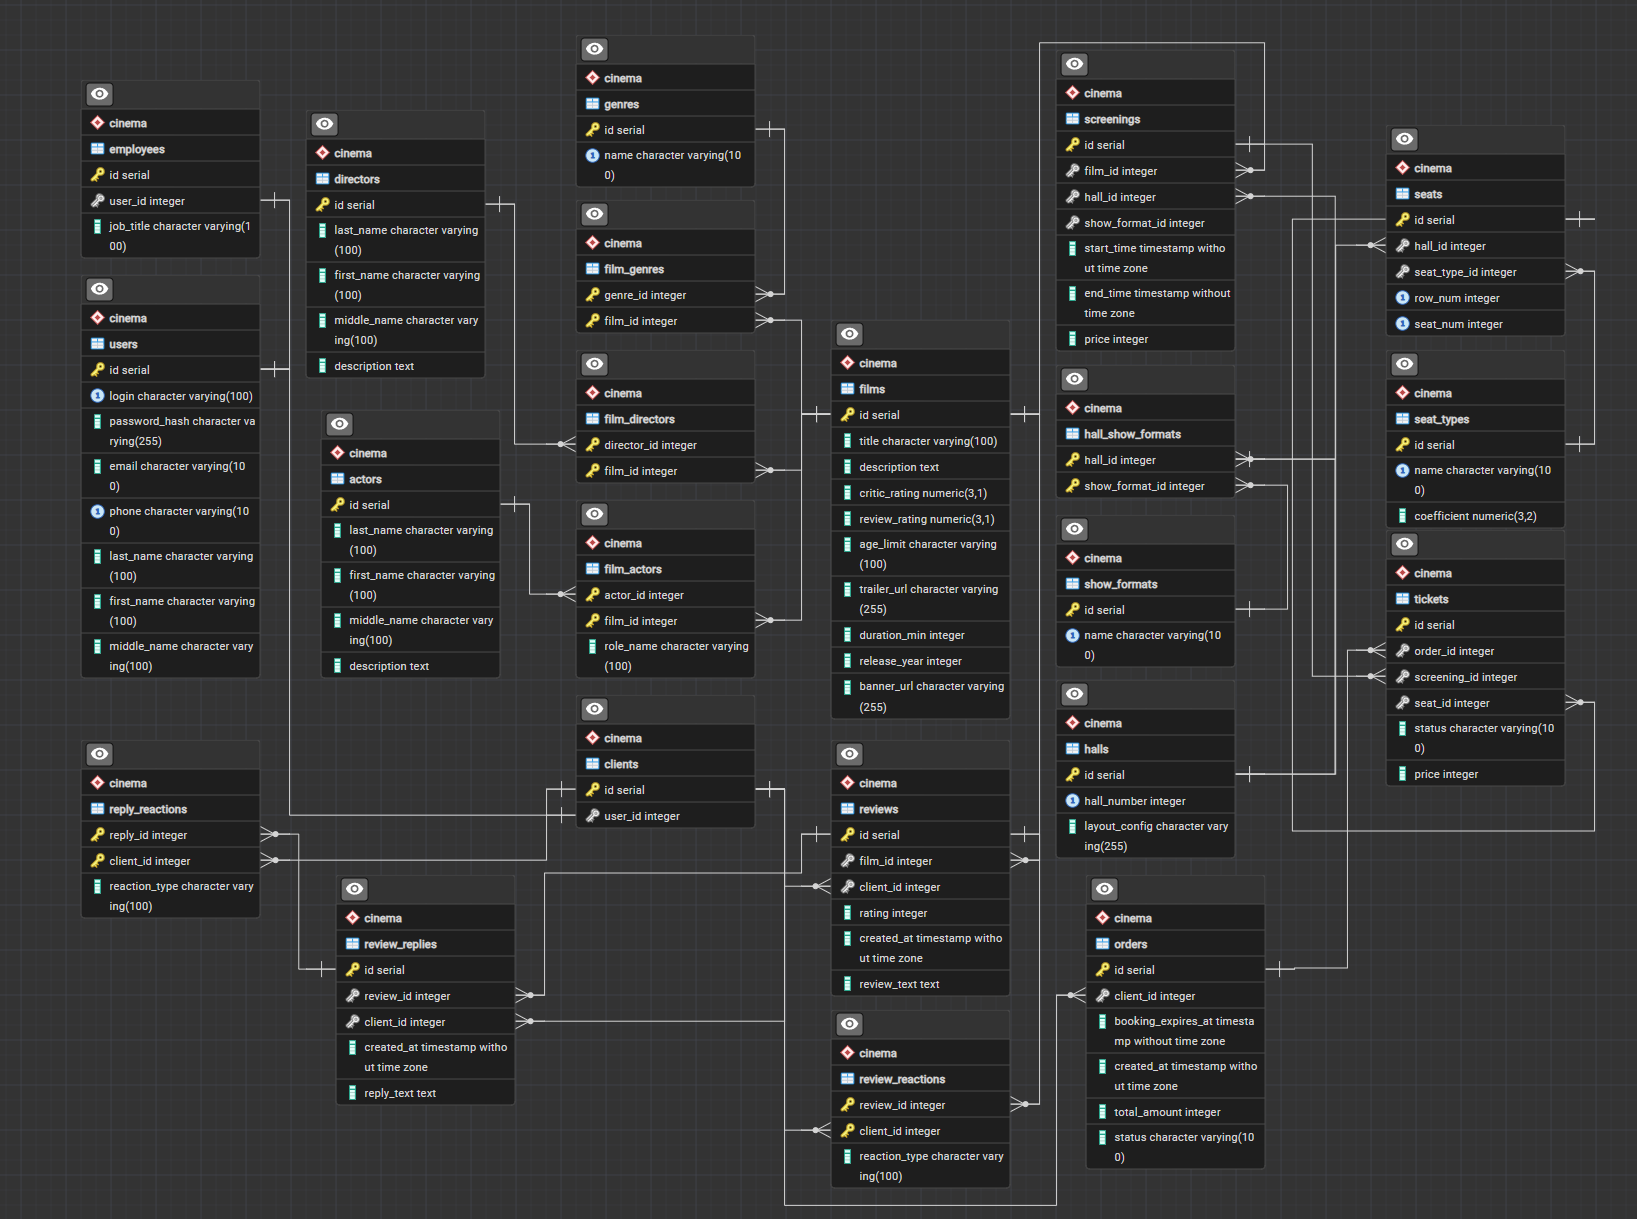 cinema
employees
id serial
user_id integer
job_title character varying(1
00)
cinema
users
id serial
login character varying(100)
password_hash character va
rying(255)
email character varying(10
0)
phone character varying(10
0)
last_name character varying
(100)
first_name character varying
(100)
middle_name character vary
ing(100)
cinema
reply_reactions
reply_id integer
client_id integer
reaction_type character vary
ing(100)
cinema
directors
id serial
last_name character varying
(100)
first_name character varying
(100)
middle_name character vary
ing(100)
description text
cinema
actors
id serial
last_name character varying
(100)
first_name character varying
(100)
middle_name character vary
ing(100)
description text
cinema
review_replies
id serial
review_id integer
client_id integer
created_at timestamp witho
ut time zone
reply_text text
cinema
genres
id serial
name character varying(10
0)
cinema
film_genres
genre_id integer
film_id integer
cinema
film_directors
director_id integer
film_id integer
cinema
film_actors
actor_id integer
film_id integer
role_name character varying
(100)
cinema
clients
id serial
user_id integer
cinema
films
id serial
title character varying(100)
description text
critic_rating numeric(3,1)
review_rating numeric(3,1)
age_limit character varying
(100)
trailer_url character varying
(255)
duration_min integer
release_year integer
banner_url character varying
(255)
cinema
reviews
id serial
film_id integer
client_id integer
rating integer
created_at timestamp witho
ut time zone
review_text text
cinema
review_reactions
review_id integer
client_id integer
reaction_type character vary
ing(100)
cinema
screenings
id serial
film_id integer
hall_id integer
show_format_id integer
start_time timestamp witho
ut time zone
end_time timestamp without
time zone
price integer
cinema
hall_show_formats
hall_id integer
show_format_id integer
cinema
show_formats
id serial
name character varying(10
0)
cinema
halls
id serial
hall_number integer
layout_config character vary
ing(255)
cinema
orders
id serial
client_id integer
booking_expires_at timesta
mp without time zone
created_at timestamp witho
ut time zone
total_amount integer
status character varying(10
0)
cinema
seats
id serial
hall_id integer
seat_type_id integer
row_num integer
seat_num integer
cinema
seat_types
id serial
name character varying(10
0)
coefficient numeric(3,2)
cinema
tickets
id serial
order_id integer
screening_id integer
seat_id integer
status character varying(10
0)
price integer